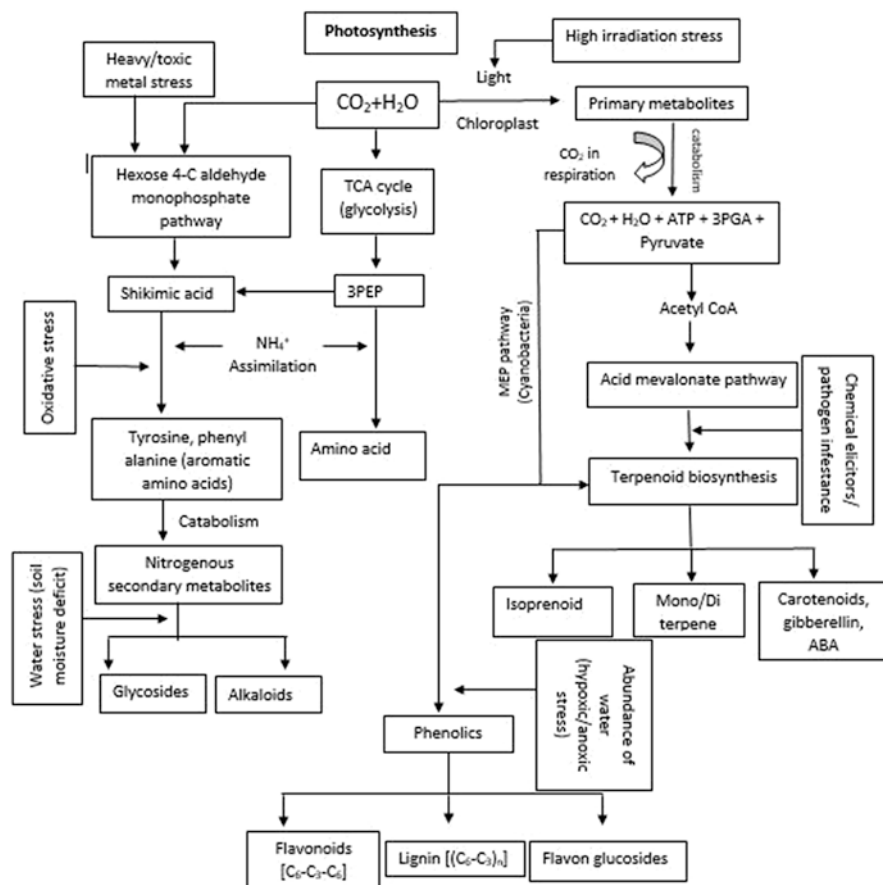 Photosynthesis
High irradiation stress
Heavy/toxic
metal stress
Light
CO₂+H₂O
Chloroplast
Primary metabolites
CO₂ in
respiration
catabolism
Hexose 4-C aldehyde
monophosphate
pathway
TCA cycle
(glycolysis)
CO₂ + H₂O + ATP + 3PGA +
Pyruvate
Shikimic acid
3PEP
Acetyl CoA
MEP pathway
(Cyanobacteria)
Oxidative stress
NH₄⁺
Assimilation
Acid mevalonate pathway
Chemical elicitors/
pathogen infestance
Tyrosine, phenyl
alanine (aromatic
amino acids)
Amino acid
Terpenoid biosynthesis
Catabolism
Nitrogenous
secondary metabolites
Water stress (soil
moisture deficit)
Isoprenoid
Mono/Di
terpene
Carotenoids,
gibberellin,
ABA
Glycosides
Alkaloids
Abundance of
water
(hypoxic/anoxic
stress)
Phenolics
Flavonoids
[C₆-C₃-C₆]
Lignin [(C₆-C₃)ₙ]
Flavon glucosides